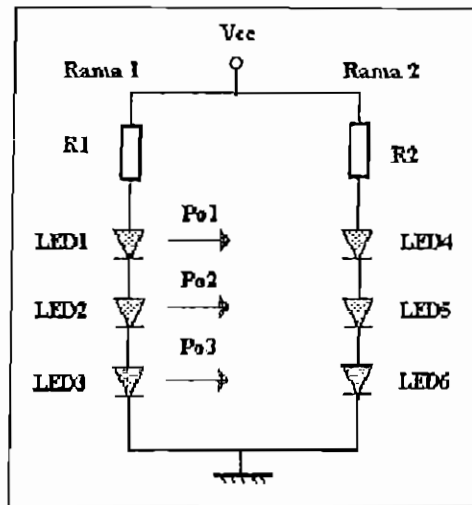 Vcc
Rama 1
Rama 2
R1
R2
Po1
LED1
LED4
Po2
LED2
LED5
Po3
LED3
LED6